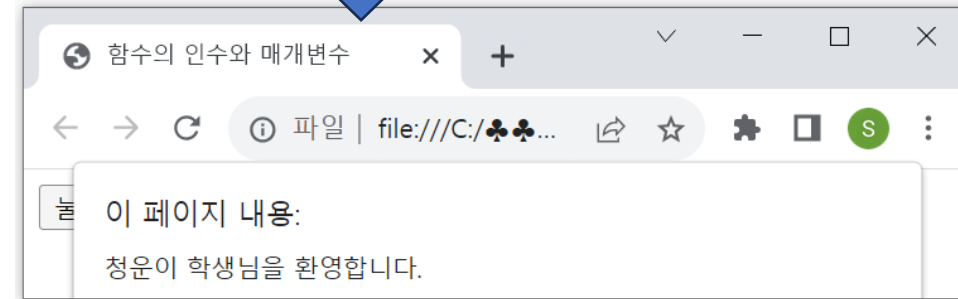 함수의 인수와 매개변수
파일 | file:///C:/♣♣...
S
눌
이 페이지 내용:
청운이 학생님을 환영합니다.